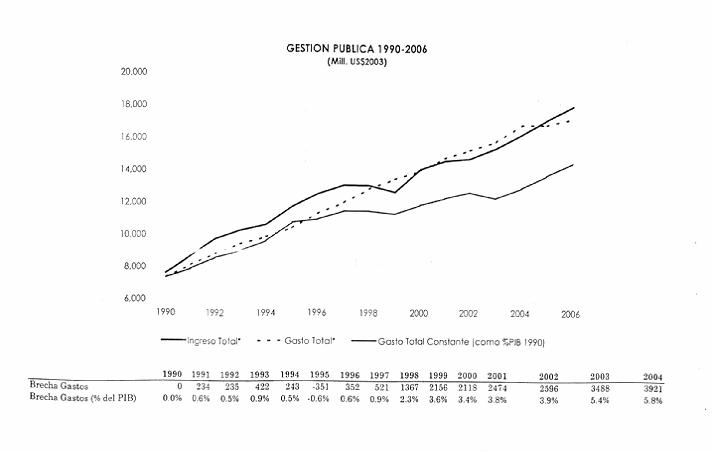 GESTION PUBLICA 1990-2006
(Mill. US$2003)
20.000
18,000
16,000
14,000
12,000
10.000
8,000
6,000
1990 1992 1994 1996 1998 2000 2002 2004 2006
Ingreso Total* Gasto Total* Gasto Total Constante (como %PIB 1990)
1990 1991 1992 1993 1994 1995 1996 1997 1998 1999 2000 2001 2002 2003 2004
Brecha Gastos 0 234 235 422 243 -351 352 521 1367 2156 2118 2474 2596 3488 3921
Brecha Gastos (% del PIB) 0.0% 0.6% 0.5% 0.9% 0.5% -0.6% 0.6% 0.9% 2.3% 3.6% 3.4% 3.8% 3.9% 5.4% 5.8%